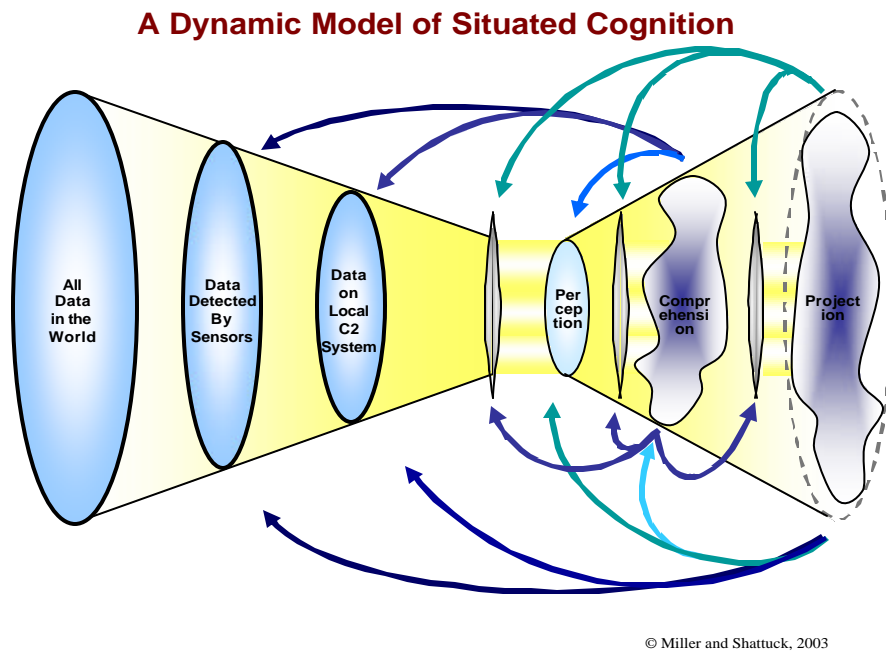 A Dynamic Model of Situated Cognition
All
Data
in the
World
Data
Detected
By
Sensors
Data
on
Local
C2
System
Per
cep
tion
Compr
ehensi
on
Project
ion
© Miller and Shattuck, 2003